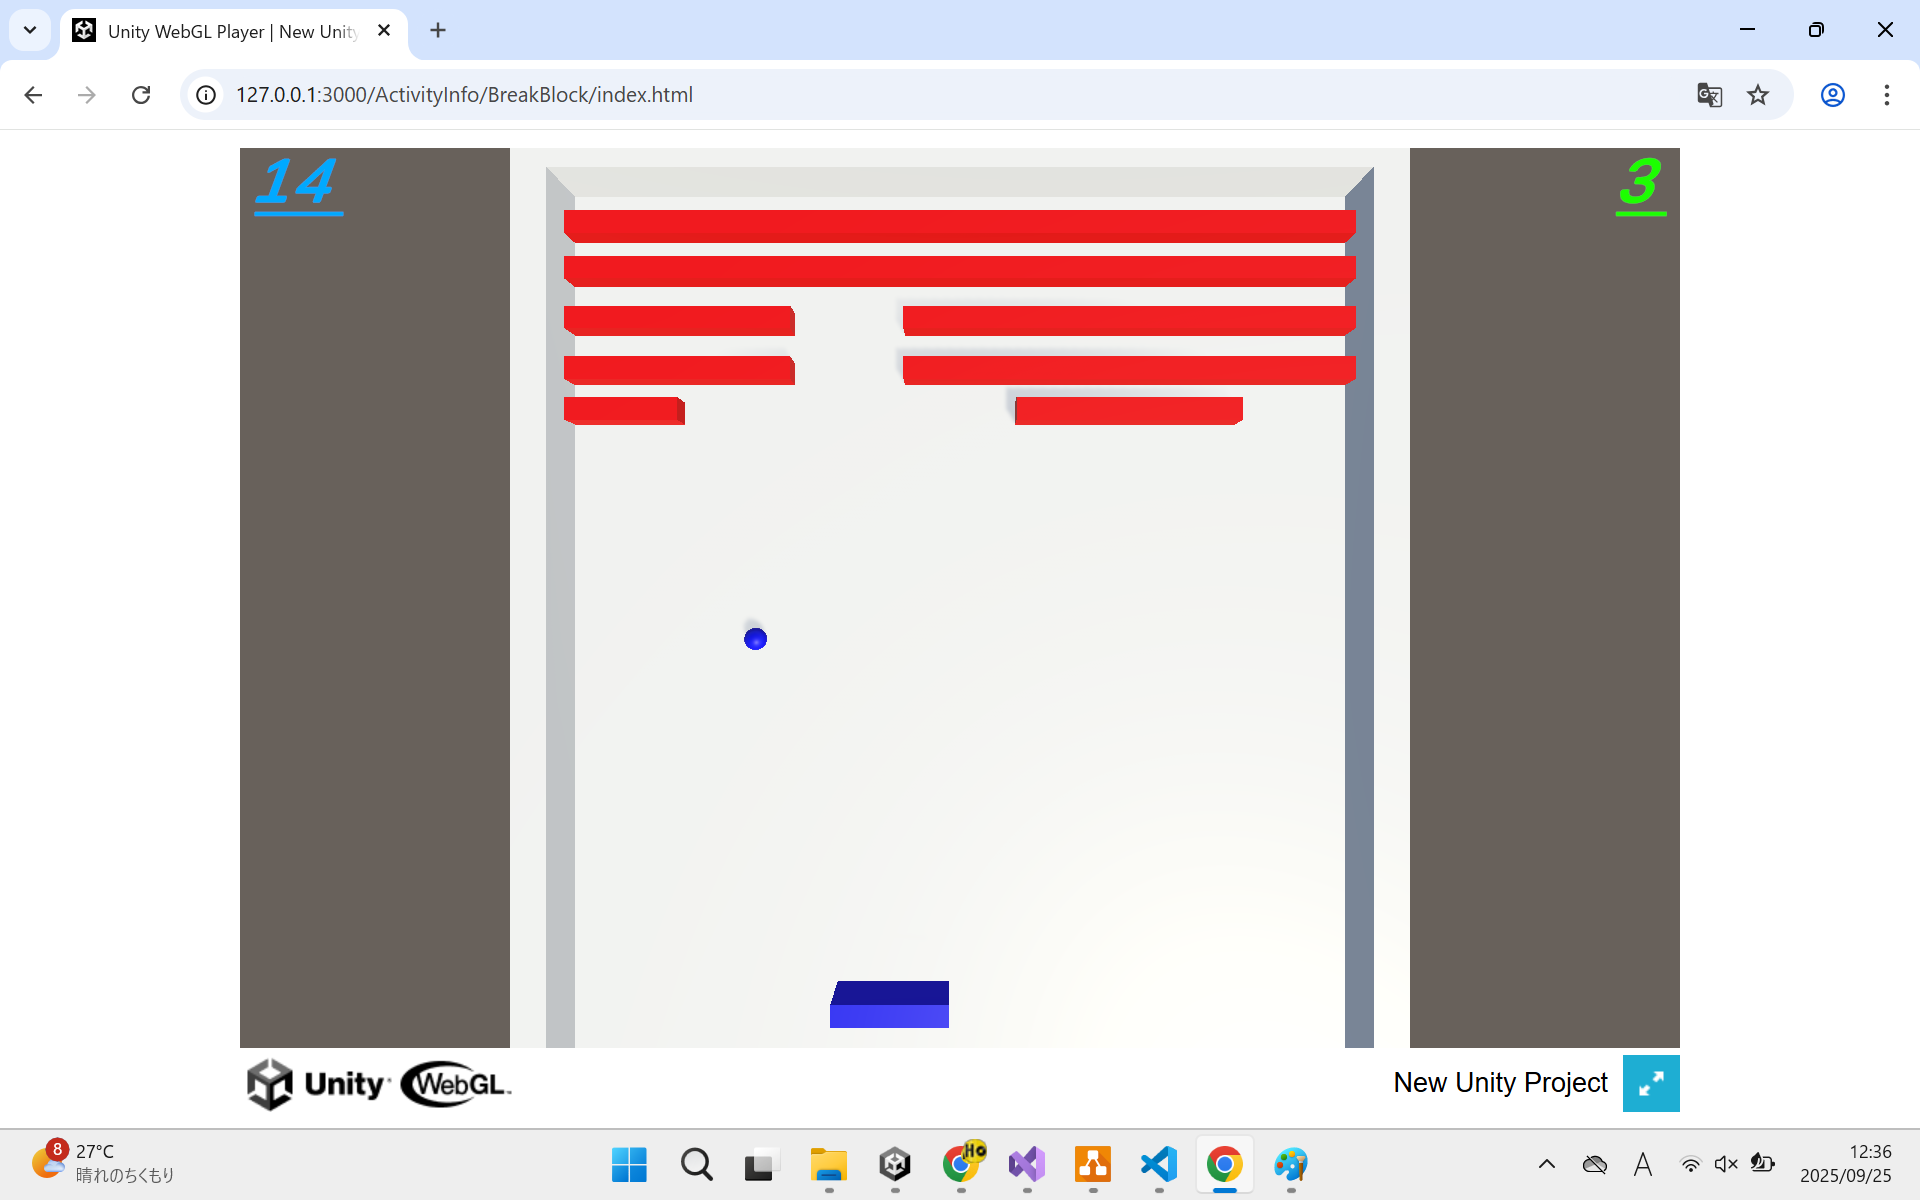 Unity WebGL Player | New Unity
127.0.0.1:3000/ActivityInfo/BreakBlock/index.html
14
3
Unity
WebGL
New Unity Project
8
27°C
晴れのちくもり
Ho
A
12:36
2025/09/25